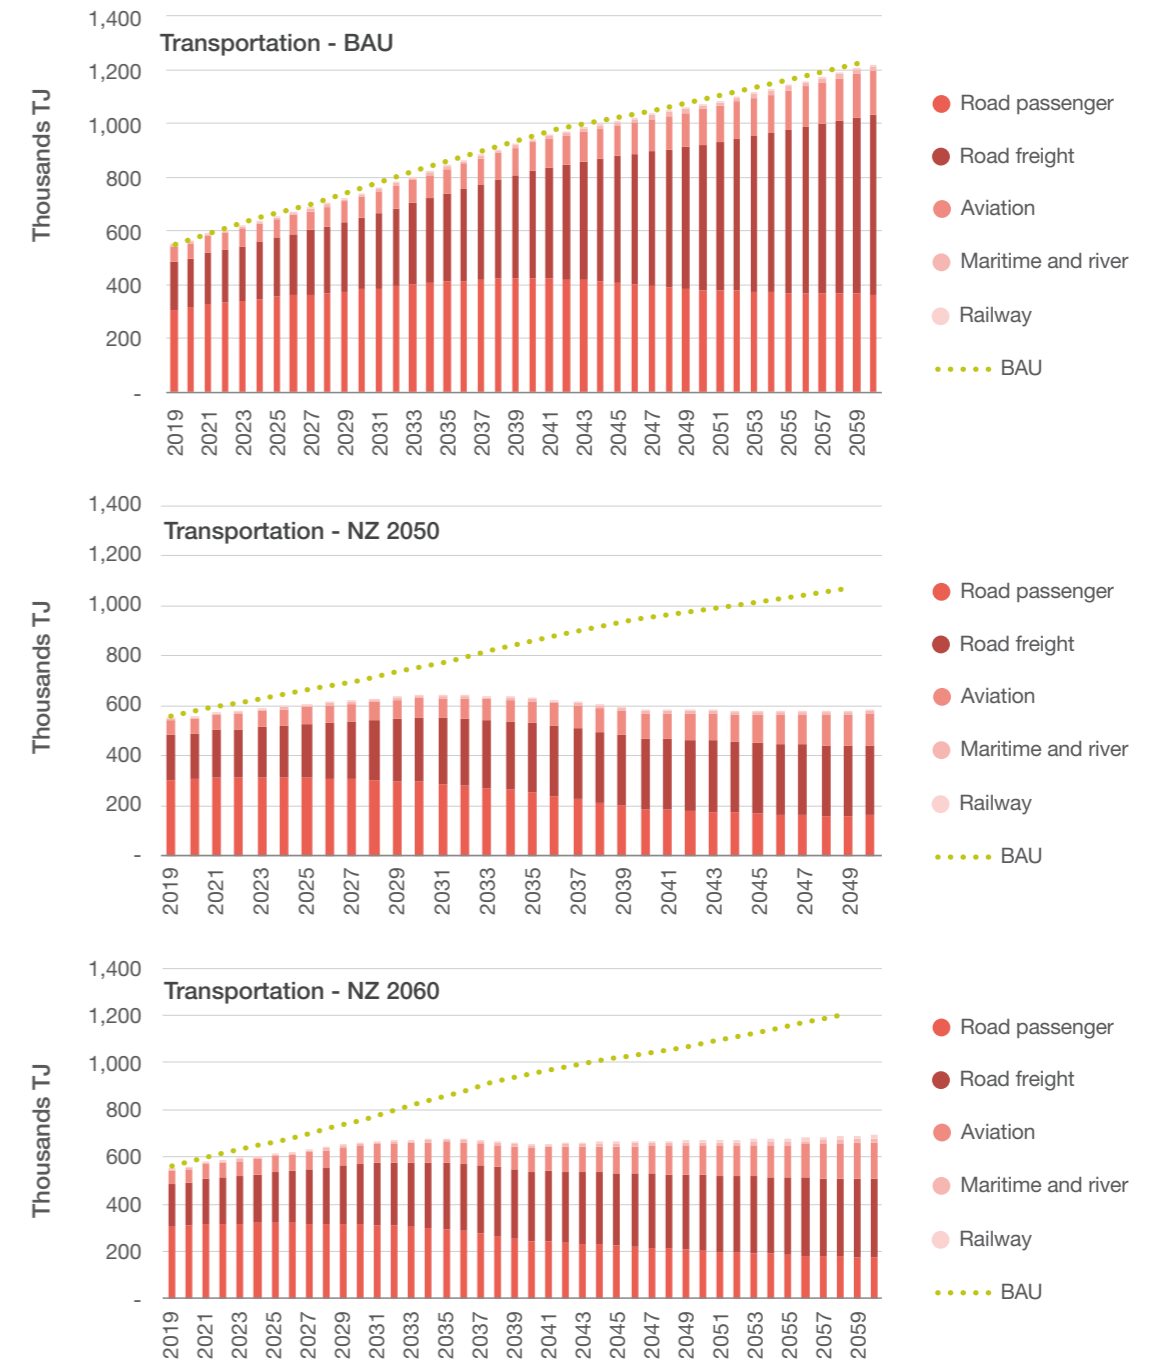 Transportation - BAU
Thousands TJ
1,400
1,200
1,000
800
600
400
200
-
2019 2021 2023 2025 2027 2029 2031 2033 2035 2037 2039 2041 2043 2045 2047 2049 2051 2053 2055 2057 2059
Road passenger
Road freight
Aviation
Maritime and river
Railway
BAU
Transportation - NZ 2050
Thousands TJ
1,400
1,200
1,000
800
600
400
200
-
2019 2021 2023 2025 2027 2029 2031 2033 2035 2037 2039 2041 2043 2045 2047 2049
Road passenger
Road freight
Aviation
Maritime and river
Railway
BAU
Transportation - NZ 2060
Thousands TJ
1,400
1,200
1,000
800
600
400
200
-
2019 2021 2023 2025 2027 2029 2031 2033 2035 2037 2039 2041 2043 2045 2047 2049 2051 2053 2055 2057 2059
Road passenger
Road freight
Aviation
Maritime and river
Railway
BAU